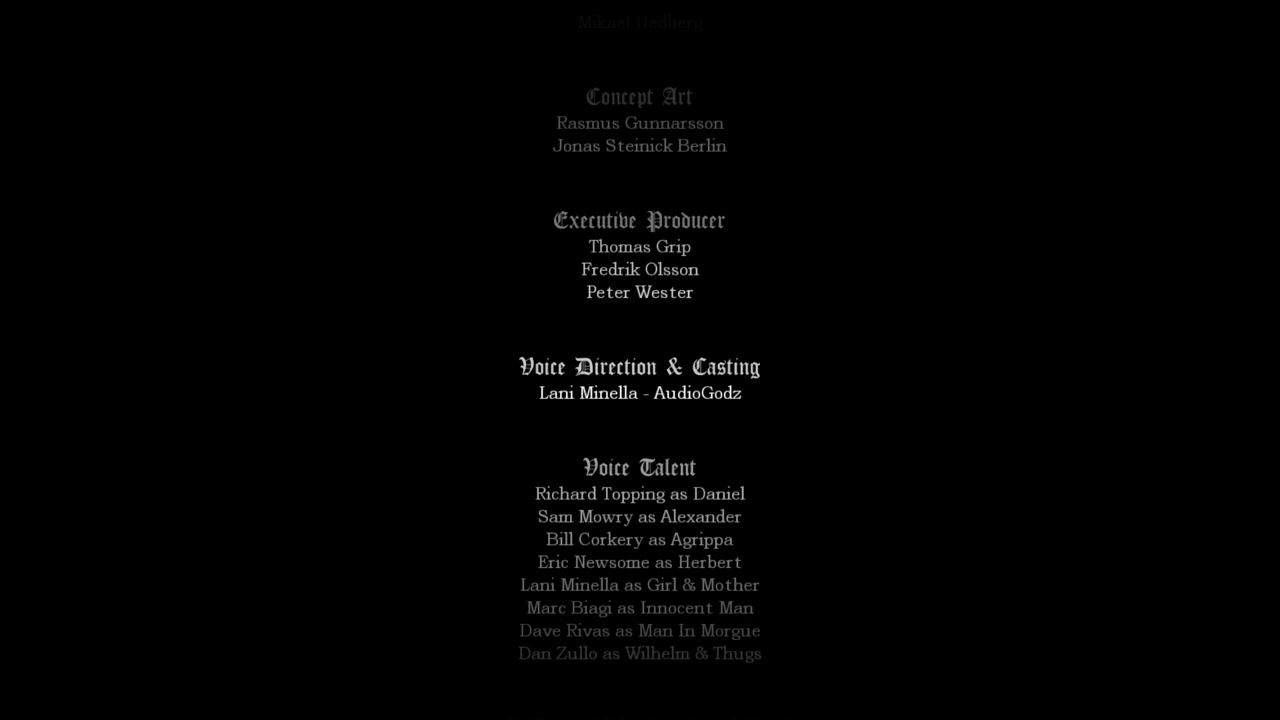 Mikael Hedberg
Concept Art
Rasmus Gunnarsson
Jonas Steinick Berlin
Executive Producer
Thomas Grip
Fredrik Olsson
Peter Wester
Voice Direction & Casting
Lani Minella - AudioGodz
Voice Talent
Richard Topping as Daniel
Sam Mowry as Alexander
Bill Corkery as Agrippa
Eric Newsome as Herbert
Lani Minella as Girl & Mother
Marc Biagi as Innocent Man
Dave Rivas as Man In Morgue
Dan Zullo as Wilhelm & Thugs